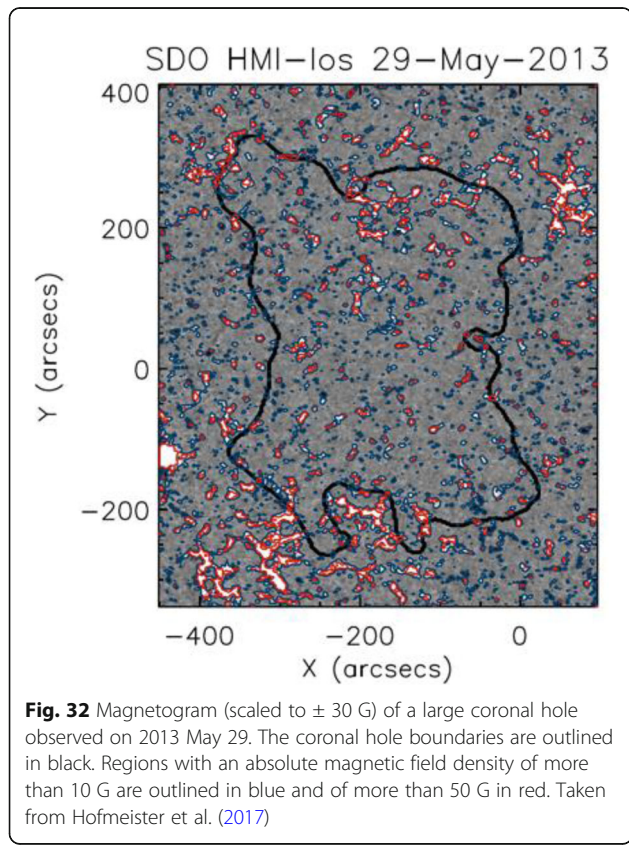 SDO HMI-los 29-May-2013
400
200
0
-200
Y (arcsecs)
-400 -200 0
X (arcsecs)
Fig. 32 Magnetogram (scaled to ± 30 G) of a large coronal hole
observed on 2013 May 29. The coronal hole boundaries are outlined
in black. Regions with an absolute magnetic field density of more
than 10 G are outlined in blue and of more than 50 G in red. Taken
from Hofmeister et al. (2017)